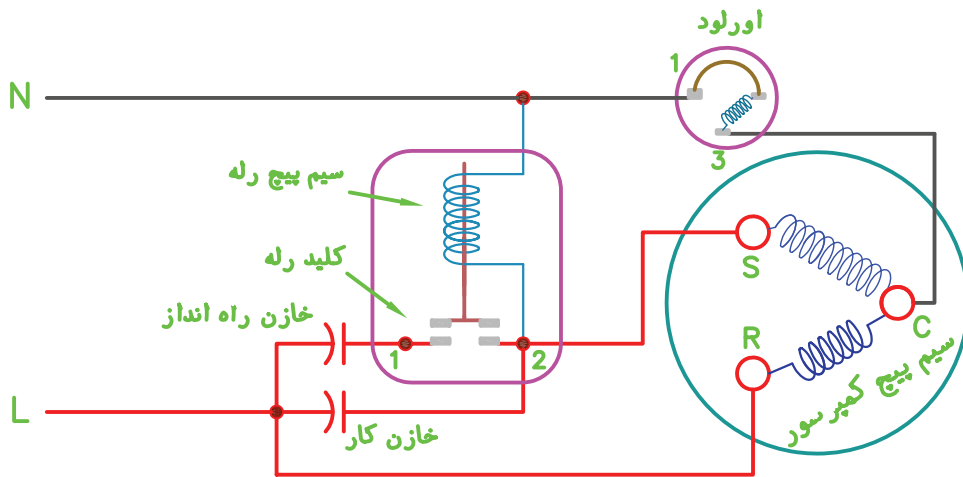 اورلود
1
N
3
سیم پیچ رله
کلید رله
S
خازن راه انداز
C
R
1
2
سیم پیچ کمپرسور
L
خازن کار